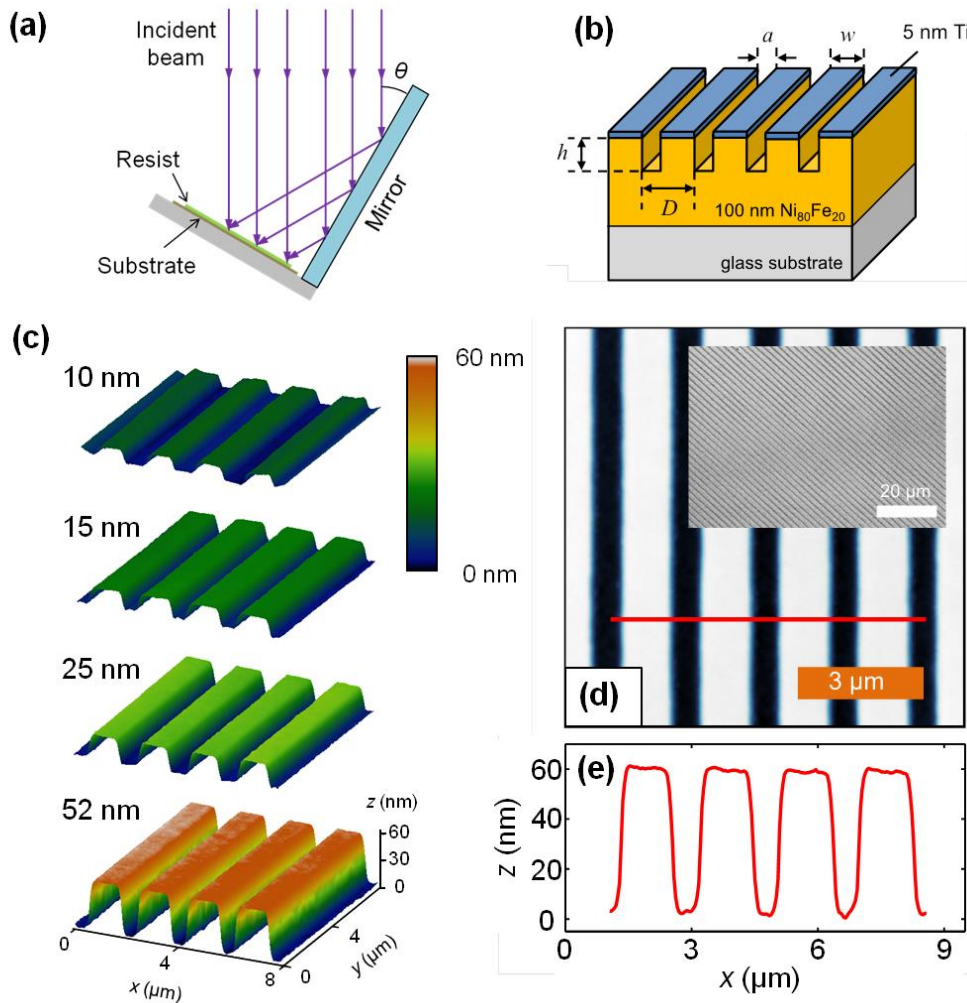 (a)
Incident
beam
θ
Resist
Substrate
Mirror
(b)
a
w
5 nm Ti
h
D
100 nm Ni80Fe20
glass substrate
(c)
10 nm
60 nm
15 nm
0 nm
25 nm
52 nm
z (nm)
60
30
0
0
4
8
x (µm)
0
4
y (µm)
20 µm
3 µm
(d)
(e)
60
40
20
0
z (nm)
0
3
6
9
x (µm)